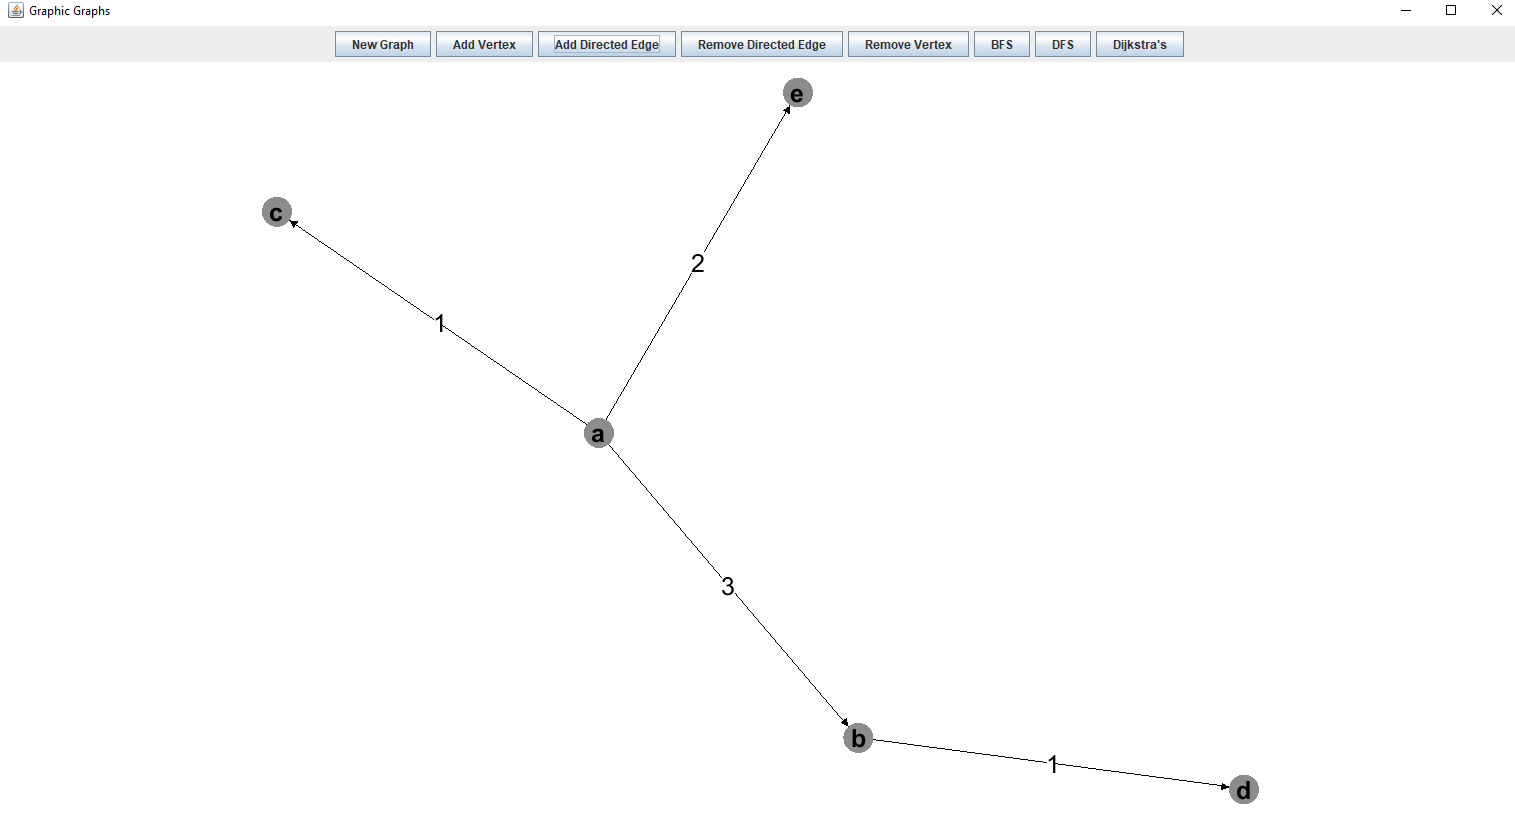 Graphic Graphs
New Graph Add Vertex Add Directed Edge Remove Directed Edge Remove Vertex BFS DFS Dijkstra's
e
c
2
1
a
3
b
1
d